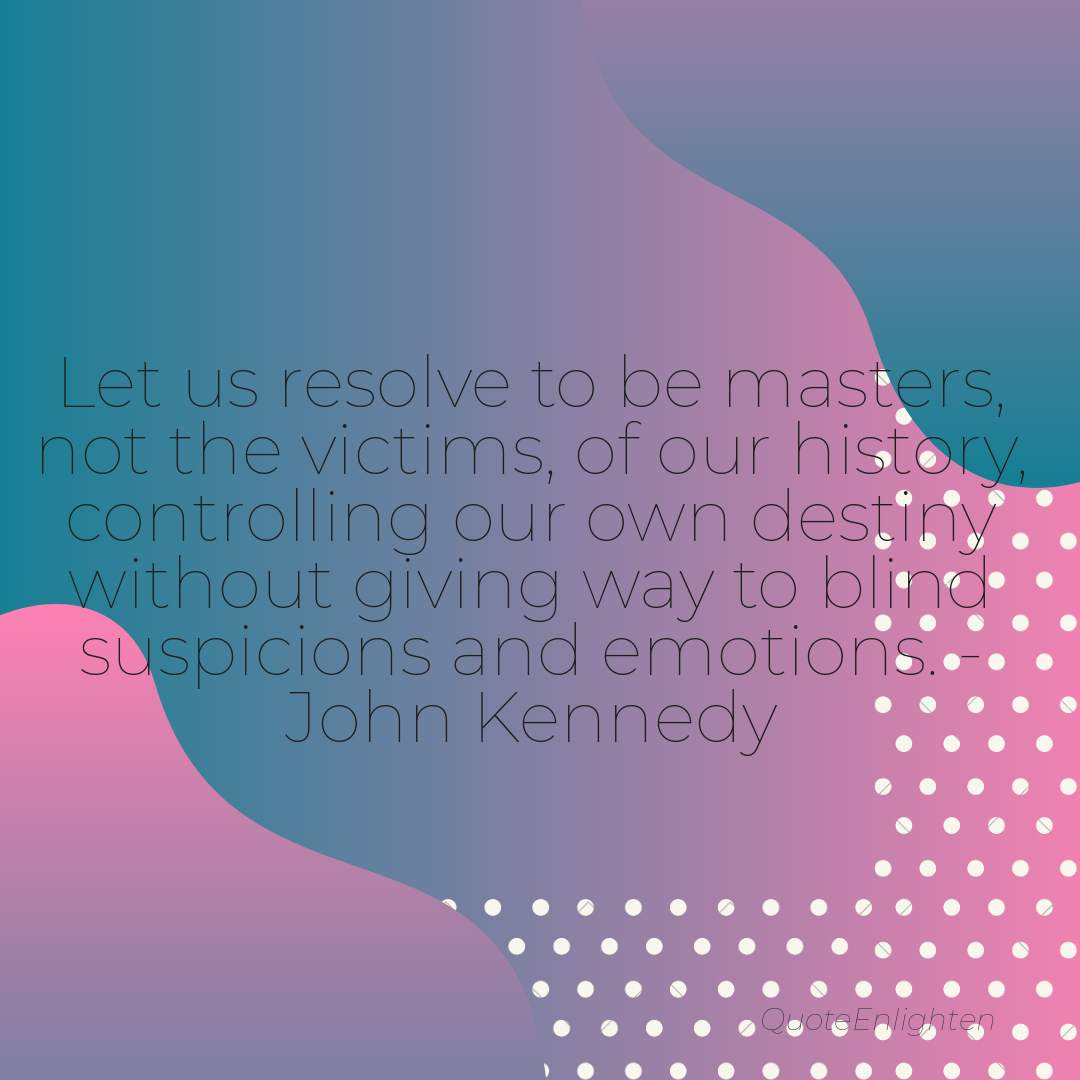 Let us resolve to be masters,
not the victims, of our history,
controlling our own destiny
without giving way to blind
suspicions and emotions. -
John Kennedy
QuoteEnlighten